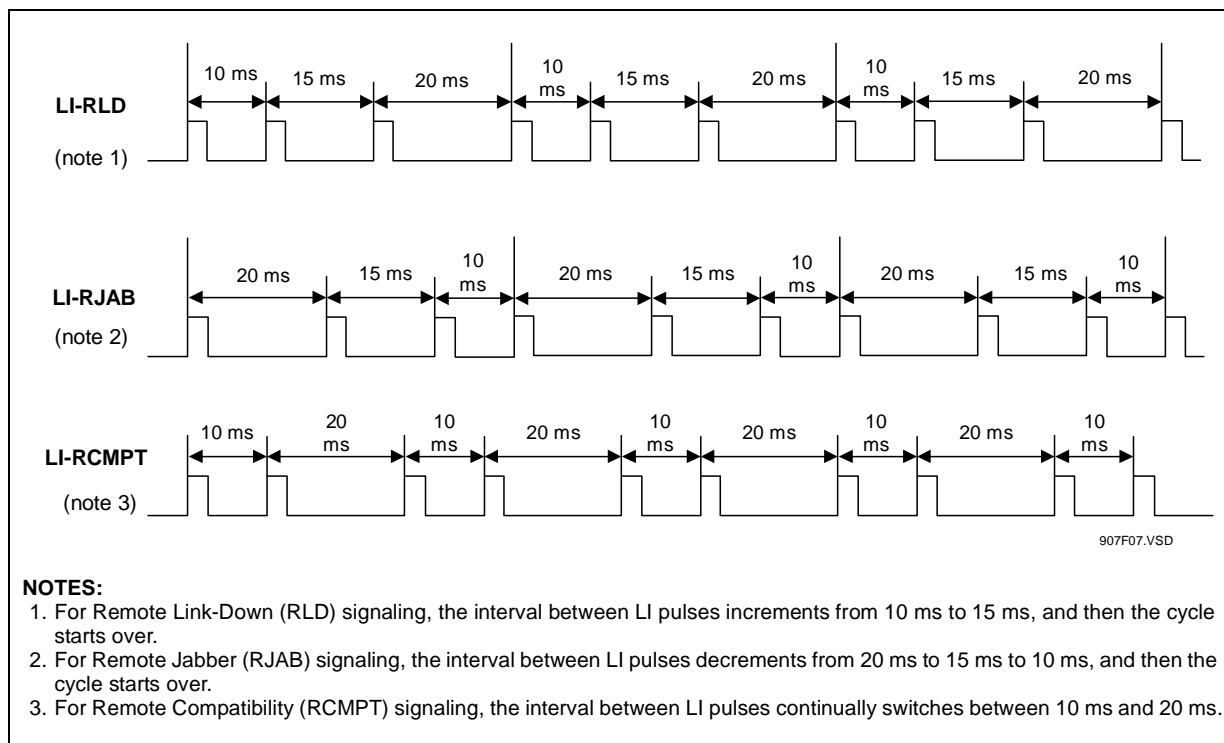 10 ms 15 ms 20 ms 10 ms 15 ms 20 ms 10 ms 15 ms 20 ms
LI-RLD
(note 1)
20 ms 15 ms 10 ms 20 ms 15 ms 10 ms 20 ms 15 ms 10 ms
LI-RJAB
(note 2)
10 ms 20 ms 10 ms 20 ms 10 ms 20 ms 10 ms 20 ms 10 ms
LI-RCMPT
(note 3)
907F07.VSD
NOTES:
1. For Remote Link-Down (RLD) signaling, the interval between LI pulses increments from 10 ms to 15 ms, and then the cycle
starts over.
2. For Remote Jabber (RJAB) signaling, the interval between LI pulses decrements from 20 ms to 15 ms to 10 ms, and then the
cycle starts over.
3. For Remote Compatibility (RCMPT) signaling, the interval between LI pulses continually switches between 10 ms and 20 ms.